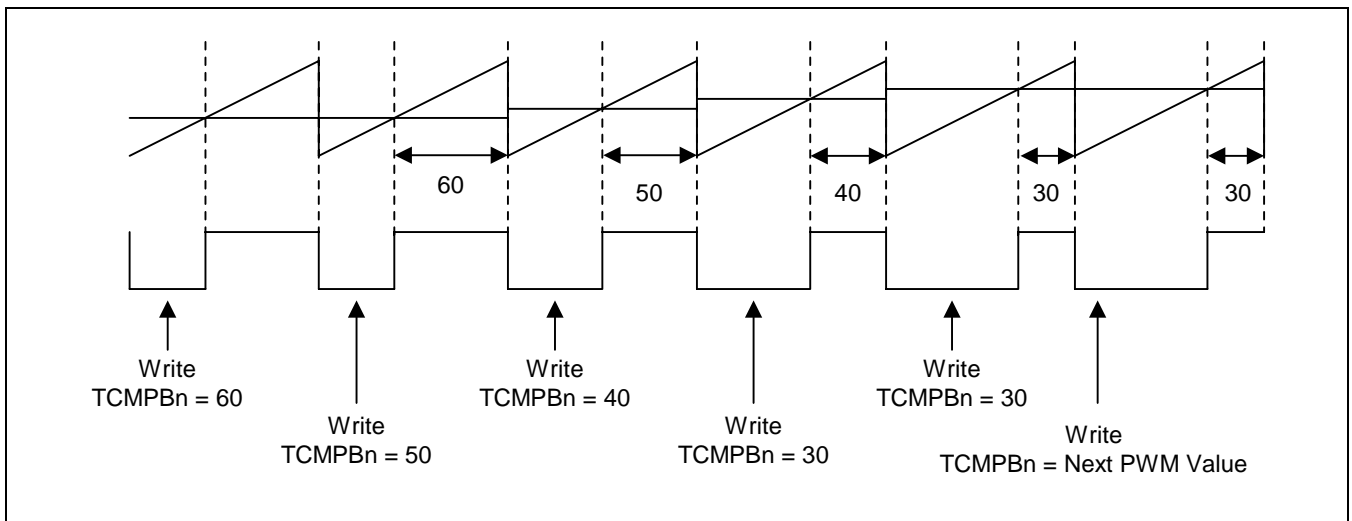 60
50
40
30
30
Write
TCMPBn = 60
Write
TCMPBn = 50
Write
TCMPBn = 40
Write
TCMPBn = 30
Write
TCMPBn = 30
Write
TCMPBn = Next PWM Value